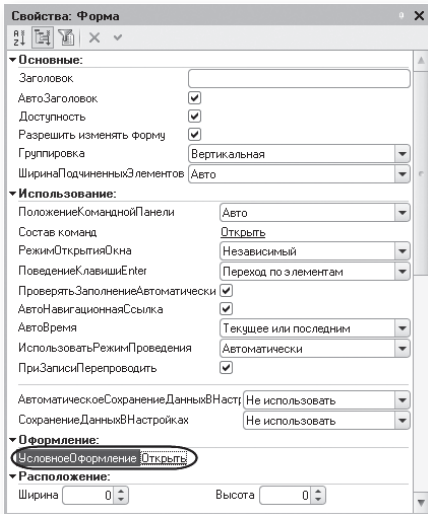 Свойства: Форма
Основные:
Заголовок
АвтоЗаголовок
Доступность
Разрешить изменять форму
Группировка Вертикальная
ШиринаПодчиненныхЭлементов Авто
Использование:
ПоложениеКоманднойПанели Авто
Состав команд Открыть
РежимОткрытияОкна Независимый
ПоведениеКлавишиEnter Переход по элементам
ПроверятьЗаполнениеАвтоматически
АвтоНавигационнаяСсылка
АвтоВремя Текущее или последним
ИспользоватьРежимПроведения Автоматически
ПриЗаписиПерепроводить
АвтоматическоеСохранениеДанныхВНастр Не использовать
СохранениеДанныхВНастройках Не использовать
Оформление:
УсловноеОформление Открыть
Расположение:
Ширина 0 Высота 0